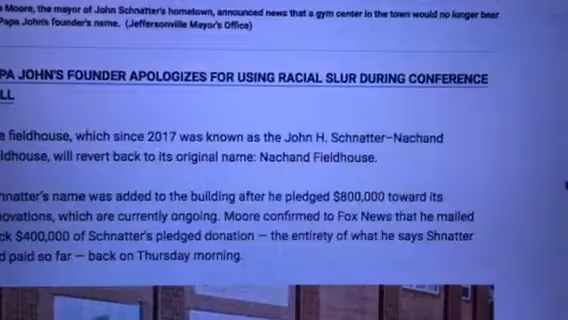 Moore, the mayor of John Schnatter's hometown, announced news that a gym center in the town would no longer bear
Papa John's founder's name. (Jeffersonville Mayor's Office)
PA JOHN'S FOUNDER APOLOGIZES FOR USING RACIAL SLUR DURING CONFERENCE
LL
e fieldhouse, which since 2017 was known as the John H. Schnatter-Nachand
ldhouse, will revert back to its original name: Nachand Fieldhouse.
hnatter's name was added to the building after he pledged $800,000 toward its
novations, which are currently ongoing. Moore confirmed to Fox News that he mailed
ck $400,000 of Schnatter's pledged donation — the entirety of what he says Shnatter
d paid so far — back on Thursday morning.